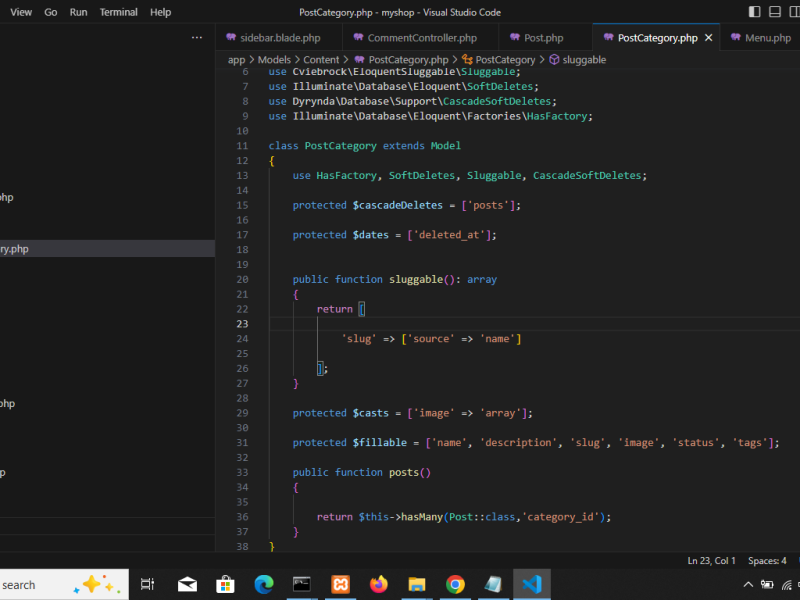 View Go Run Terminal Help PostCategory.php - myshop - Visual Studio Code
... sidebar.blade.php CommentController.php Post.php PostCategory.php Menu.php
app > Models > Content > PostCategory.php > PostCategory > sluggable
6 use Cviebrock\EloquentSluggable\Sluggable;
7 use Illuminate\Database\Eloquent\SoftDeletes;
8 use Dyrynda\Database\Support\CascadeSoftDeletes;
9 use Illuminate\Database\Eloquent\Factories\HasFactory;
10
11 class PostCategory extends Model
12 {
13 use HasFactory, SoftDeletes, Sluggable, CascadeSoftDeletes;
14
15 protected $cascadeDeletes = ['posts'];
16
17 protected $dates = ['deleted_at'];
18
19
20 public function sluggable(): array
21 {
22 return [
23
24 'slug' => ['source' => 'name']
25
26 ];
27 }
28
29 protected $casts = ['image' => 'array'];
30
31 protected $fillable = ['name', 'description', 'slug', 'image', 'status', 'tags'];
32
33 public function posts()
34 {
35
36 return $this->hasMany(Post::class,'category_id');
37 }
38 }
hp
ry.php
php
p
Ln 23, Col 1 Spaces: 4
search